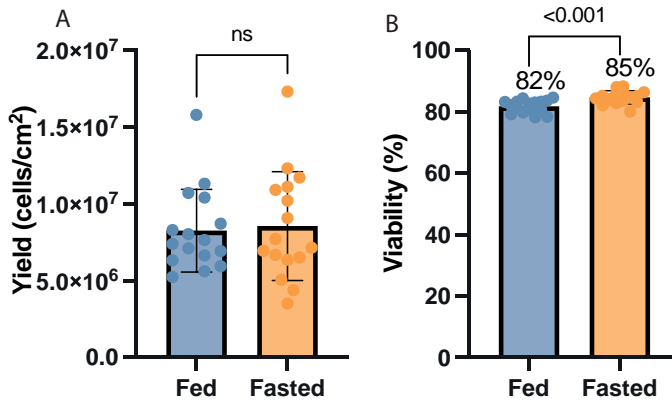 A
ns
2.0×10⁷
1.5×10⁷
1.0×10⁷
5.0×10⁶
0.0
Yield (cells/cm²)
Fed
Fasted
B
<0.001
82%
85%
100
80
60
40
20
0
Viability (%)
Fed
Fasted